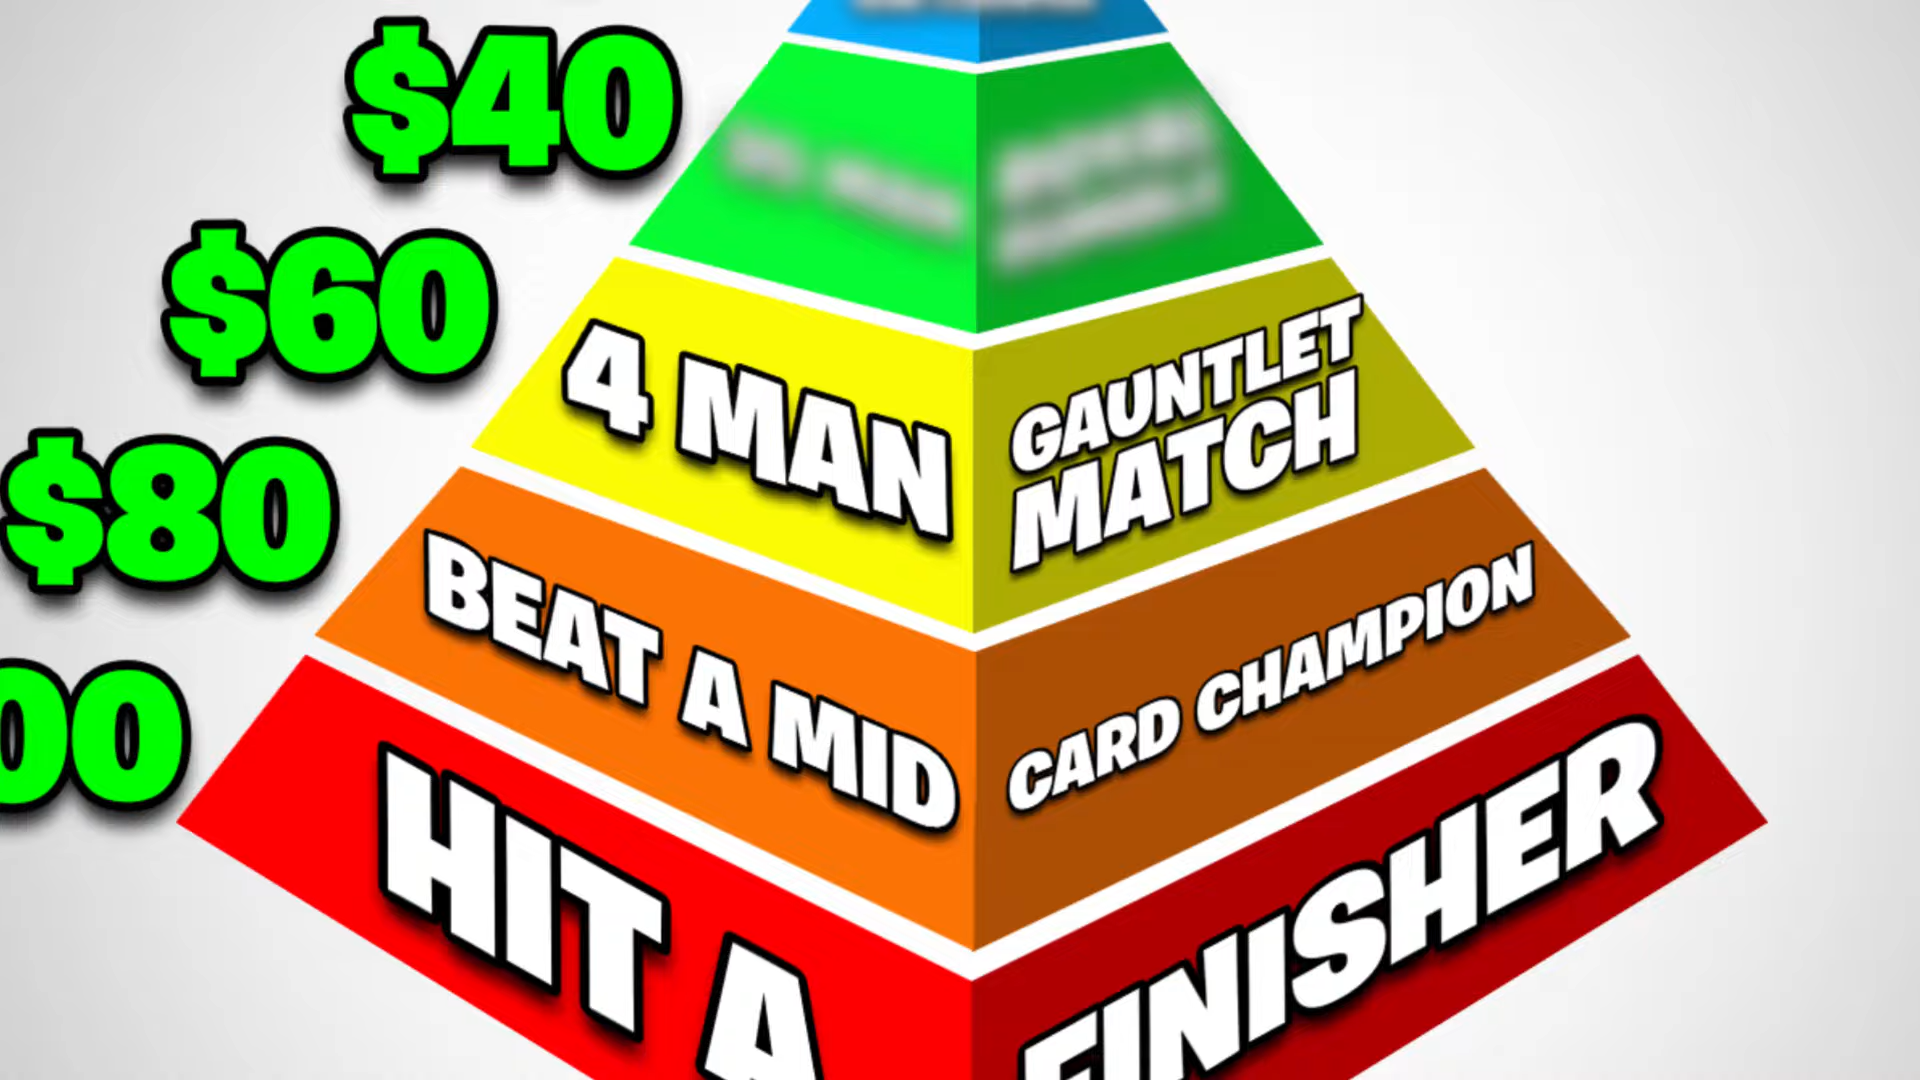 $40
$60
4 MAN
GAUNTLET
MATCH
$80
BEAT A MID
CARD CHAMPION
00
HIT A
FINISHER